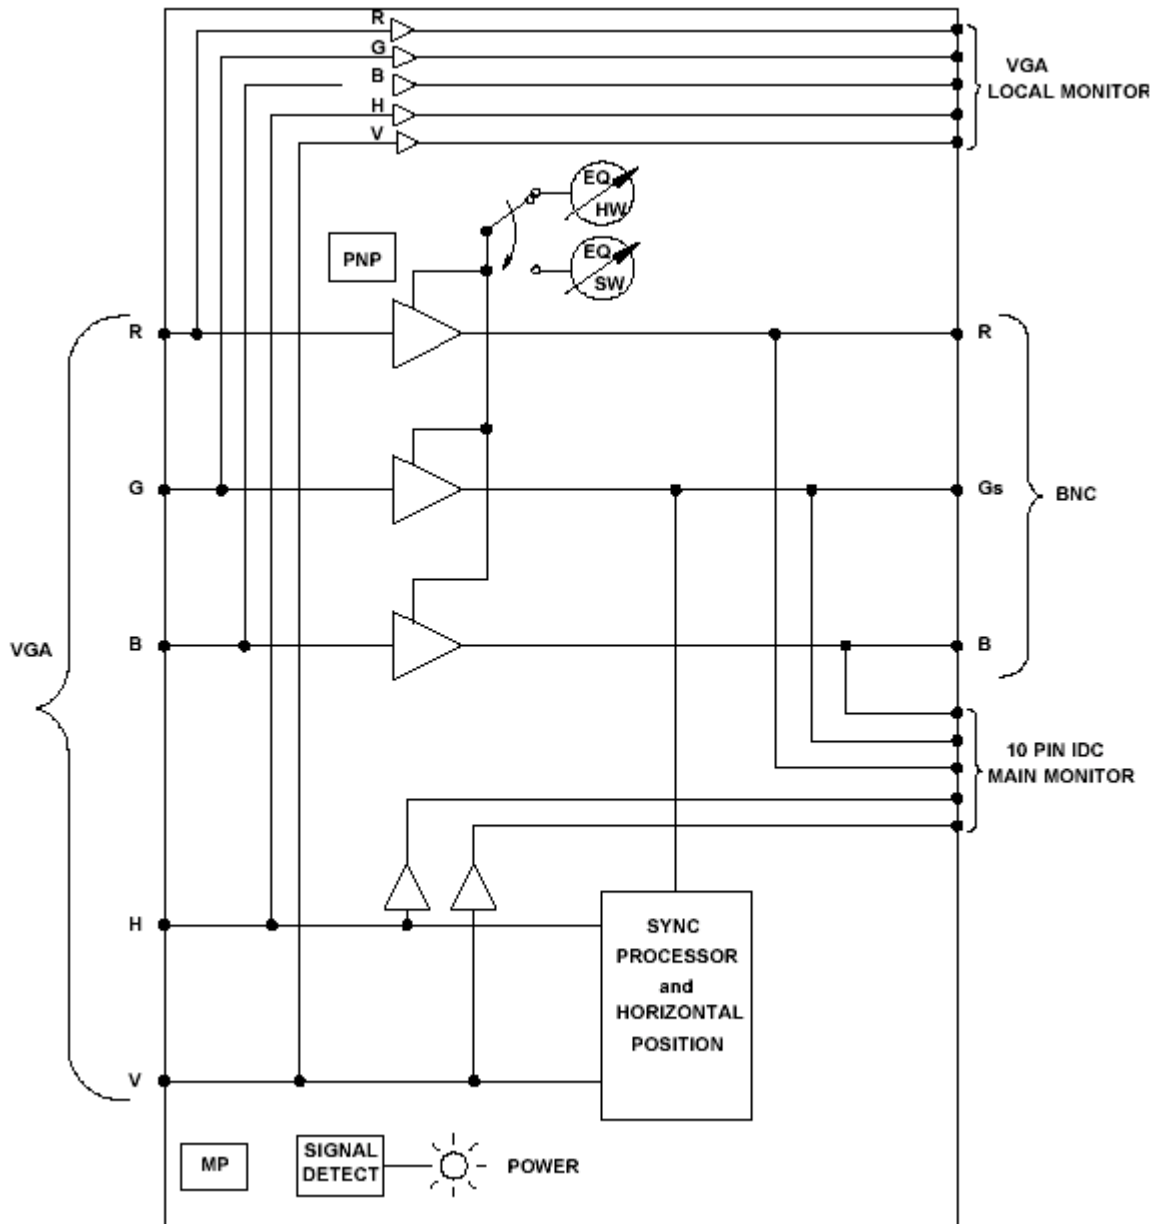 R
G
B
H
V
VGA
LOCAL MONITOR
EQ
HW
PNP
EQ
SW
R
R
G
Gs
BNC
B
B
VGA
10 PIN IDC
MAIN MONITOR
H
SYNC
PROCESSOR
and
HORIZONTAL
POSITION
V
MP
SIGNAL
DETECT
POWER